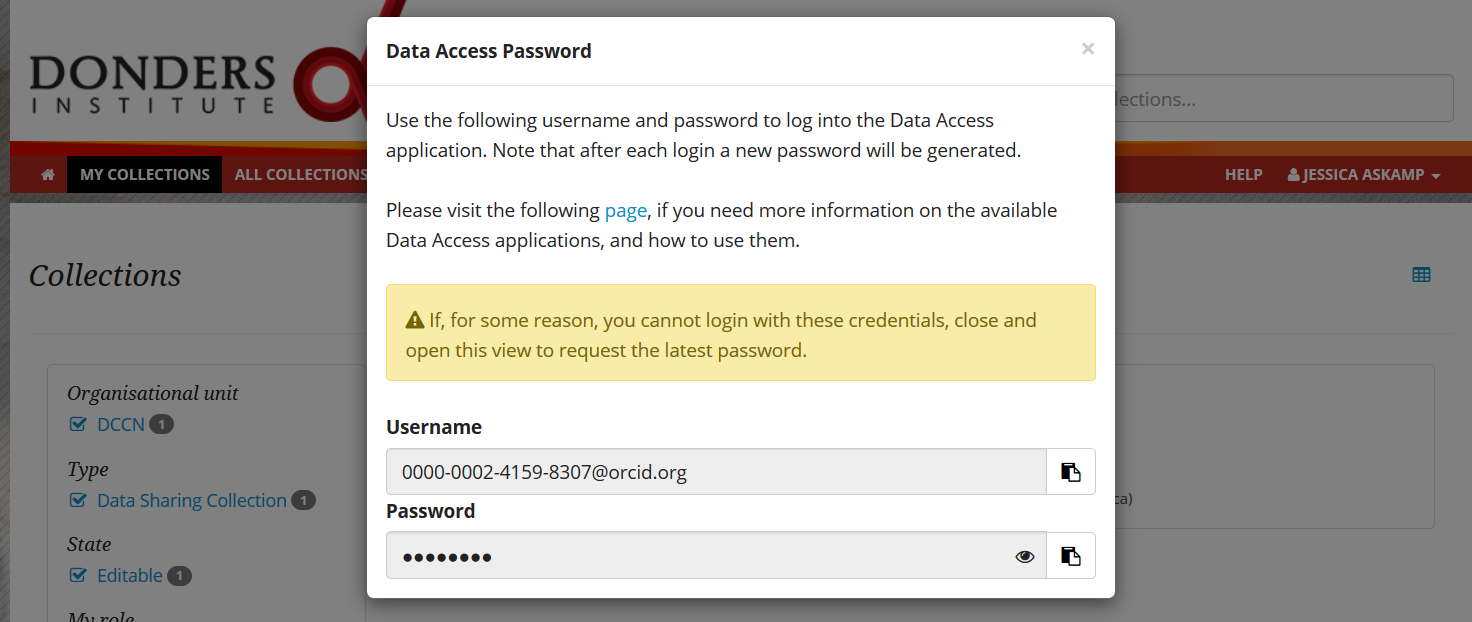 DONDERS
INSTITUTE
Data Access Password
×
lections...
MY COLLECTIONS
ALL COLLECTIONS
HELP
JESSICA ASKAMP
Use the following username and password to log into the Data Access
application. Note that after each login a new password will be generated.
Please visit the following page, if you need more information on the available
Data Access applications, and how to use them.
Collections
If, for some reason, you cannot login with these credentials, close and
open this view to request the latest password.
Organisational unit
DCCN 1
Type
Data Sharing Collection 1
State
Editable 1
My role
Username
0000-0002-4159-8307@orcid.org
Password
••••••••
ca)